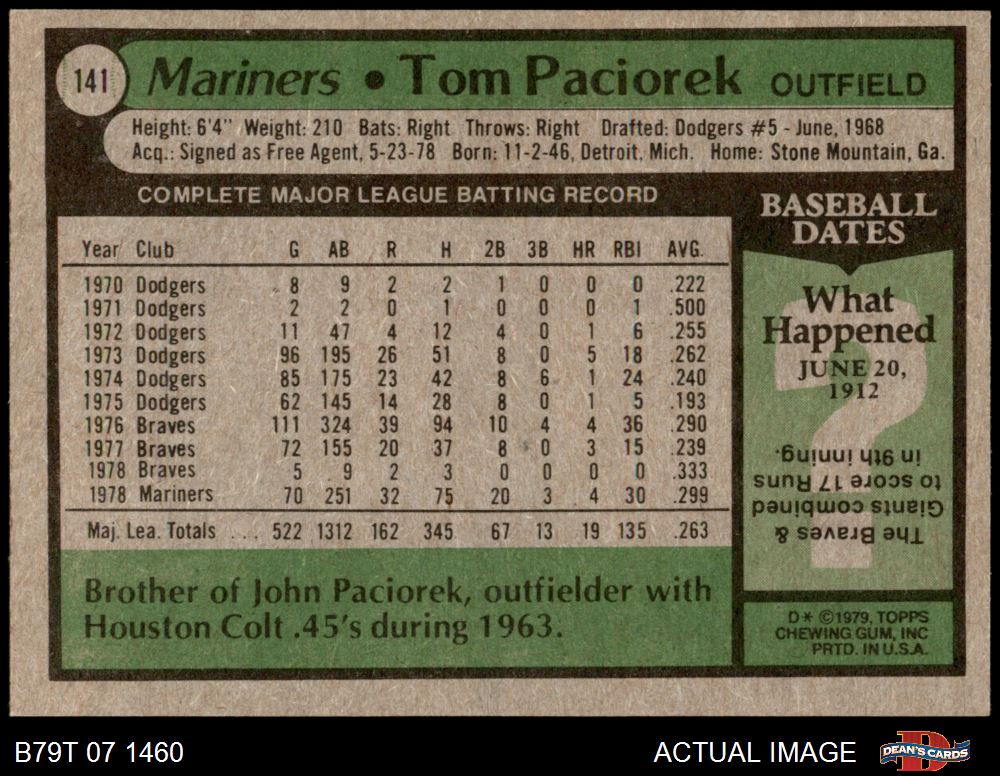 141 Mariners • Tom Paciorek OUTFIELD
Height: 6'4" Weight: 210 Bats: Right Throws: Right Drafted: Dodgers #5 - June, 1968
Acq.: Signed as Free Agent, 5-23-78 Born: 11-2-46, Detroit, Mich. Home: Stone Mountain, Ga.
COMPLETE MAJOR LEAGUE BATTING RECORD
Year Club G AB R H 2B 3B HR RBI AVG.
1970 Dodgers 8 9 2 2 1 0 0 0 .222
1971 Dodgers 2 2 0 1 0 0 0 1 .500
1972 Dodgers 11 47 4 12 4 0 1 6 .255
1973 Dodgers 96 195 26 51 8 0 5 18 .262
1974 Dodgers 85 175 23 42 8 6 1 24 .240
1975 Dodgers 62 145 14 28 8 0 1 5 .193
1976 Braves 111 324 39 94 10 4 4 36 .290
1977 Braves 72 155 20 37 8 0 3 15 .239
1978 Braves 5 9 2 3 0 0 0 0 .333
1978 Mariners 70 251 32 75 20 3 4 30 .299
Maj. Lea. Totals . . . 522 1312 162 345 67 13 19 135 .263
Brother of John Paciorek, outfielder with
Houston Colt .45's during 1963.
BASEBALL
DATES
What
Happened
JUNE 20,
1912
The Braves &
Giants combined
to score 17 Runs
in 9th inning.
D* ©1979, TOPPS
CHEWING GUM, INC
PRTD. IN U.S.A.
B79T 07 1460
ACTUAL IMAGE
D
DEAN'S CARDS